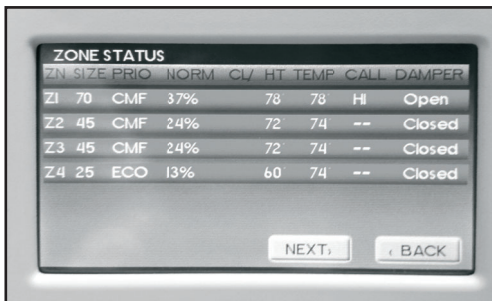 ZONE STATUS
ZN SIZE PRIO NORM CL/ HT TEMP CALL DAMPER
Z1 70 CMF 37% 78° 78° H1 Open
Z2 45 CMF 24% 72° 74° -- Closed
Z3 45 CMF 24% 72° 74° -- Closed
Z4 25 ECO 13% 60° 74° -- Closed
NEXT› ‹ BACK